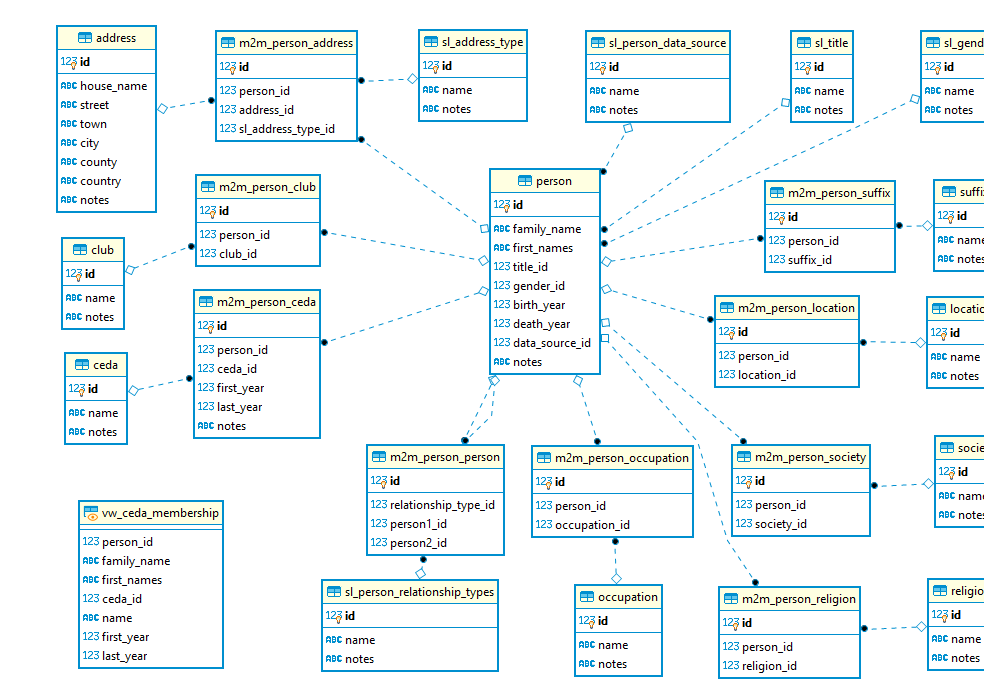 address
123 id
ABC house_name
ABC street
ABC town
ABC city
ABC county
ABC country
ABC notes
m2m_person_address
123 id
123 person_id
123 address_id
123 sl_address_type_id
sl_address_type
123 id
ABC name
ABC notes
sl_person_data_source
123 id
ABC name
ABC notes
sl_title
123 id
ABC name
ABC notes
sl_gend
123 id
ABC name
ABC notes
m2m_person_club
123 id
123 person_id
123 club_id
club
123 id
ABC name
ABC notes
person
123 id
ABC family_name
ABC first_names
123 title_id
123 gender_id
123 birth_year
123 death_year
123 data_source_id
ABC notes
m2m_person_suffix
123 id
123 person_id
123 suffix_id
suffi
123 id
ABC name
ABC notes
m2m_person_ceda
123 id
123 person_id
123 ceda_id
123 first_year
123 last_year
ABC notes
ceda
123 id
ABC name
ABC notes
m2m_person_location
123 id
123 person_id
123 location_id
locatio
123 id
ABC name
ABC notes
m2m_person_person
123 id
123 relationship_type_id
123 person1_id
123 person2_id
m2m_person_occupation
123 id
123 person_id
123 occupation_id
m2m_person_society
123 id
123 person_id
123 society_id
socie
123 id
ABC name
ABC notes
vw_ceda_membership
123 person_id
ABC family_name
ABC first_names
123 ceda_id
ABC name
123 first_year
123 last_year
sl_person_relationship_types
123 id
ABC name
ABC notes
occupation
123 id
ABC name
ABC notes
m2m_person_religion
123 id
123 person_id
123 religion_id
religio
123 id
ABC name
ABC notes